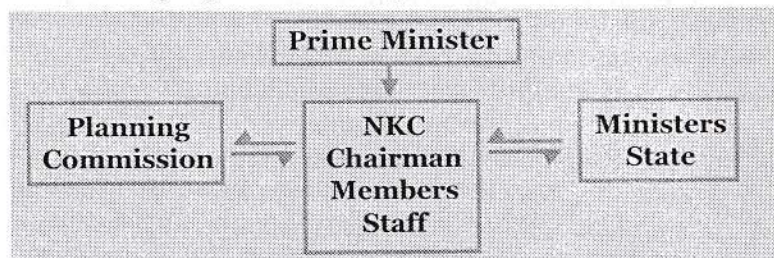 Prime Minister
Planning
Commission
NKC
Chairman
Members
Staff
Ministers
State